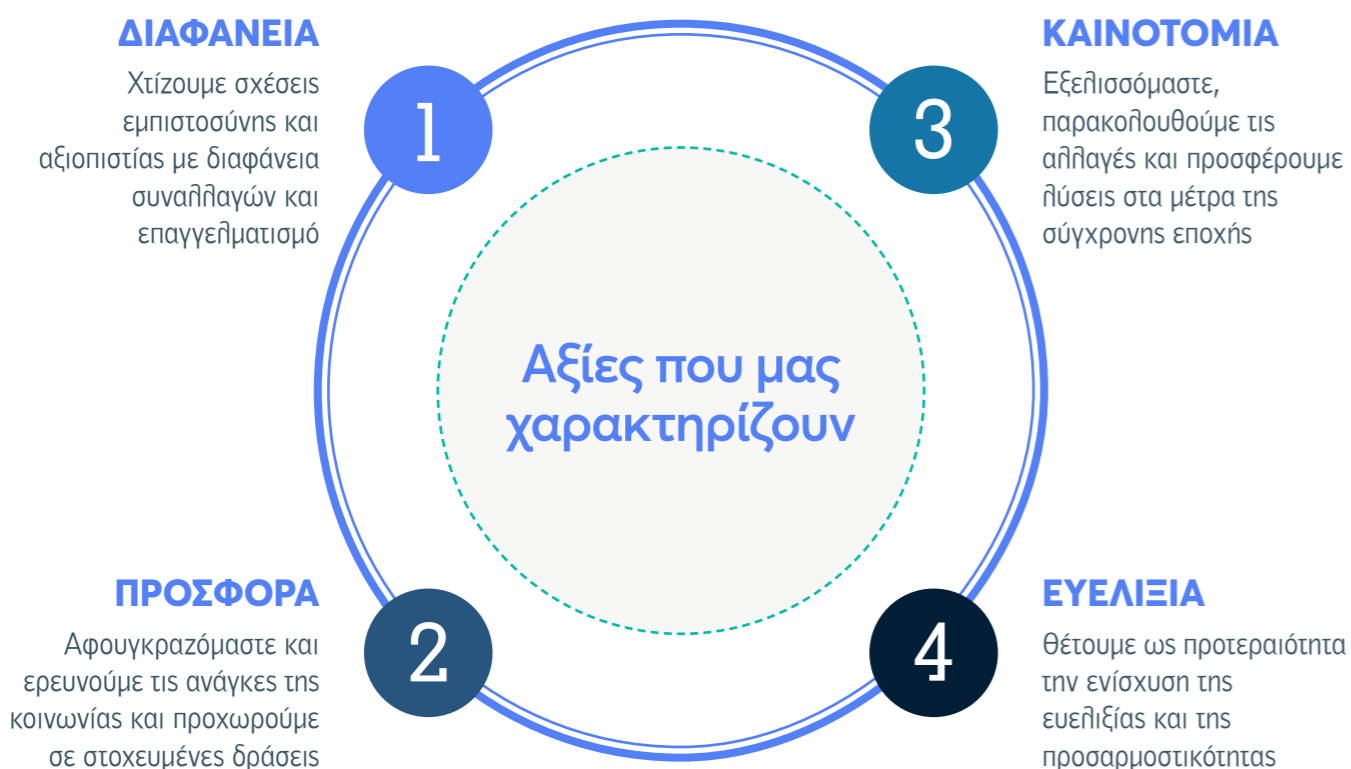 ΔΙΑΦΑΝΕΙΑ
Χτίζουμε σχέσεις
εμπιστοσύνης και
αξιοπιστίας με διαφάνεια
συναλλαγών και
επαγγελματισμό
1
ΠΡΟΣΦΟΡΑ
Αφουγκραζόμαστε και
ερευνούμε τις ανάγκες της
κοινωνίας και προχωρούμε
σε στοχευμένες δράσεις
2
Αξίες που μας
χαρακτηρίζουν
3
ΚΑΙΝΟΤΟΜΙΑ
Εξελισσόμαστε,
παρακολουθούμε τις
αλλαγές και προσφέρουμε
λύσεις στα μέτρα της
σύγχρονης εποχής
4
ΕΥΕΛΙΞΙΑ
Θέτουμε ως προτεραιότητα
την ενίσχυση της
ευελιξίας και της
προσαρμοστικότητας